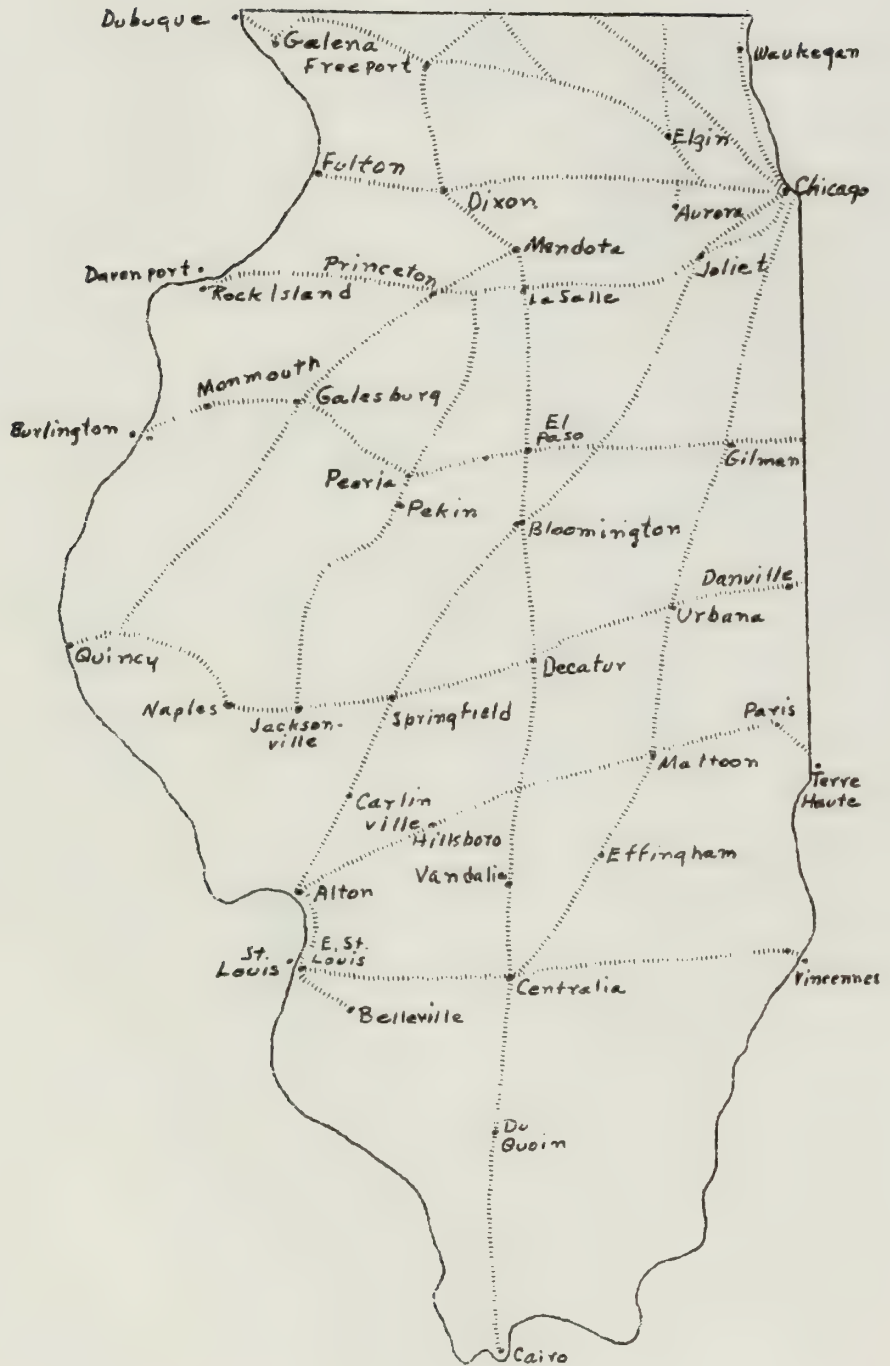 Dubuque
Galena
Freeport
Waukegan
Elgin
Fulton
Dixon
Aurora
Chicago
Mendota
Davenport
Princeton
Joliet
Rock Island
LaSalle
Monmouth
Galesburg
Burlington
El
Paso
Gilman
Peoria
Pekin
Bloomington
Danville
Urbana
Quincy
Decatur
Naples
Jackson-
ville
Springfield
Paris
Mattoon
Terre
Haute
Carlin
ville
Hillsboro
Effingham
Vandalia
Alton
E. St.
Louis
St.
Louis
Centralia
Vincennes
Belleville
Du
Quoin
Cairo